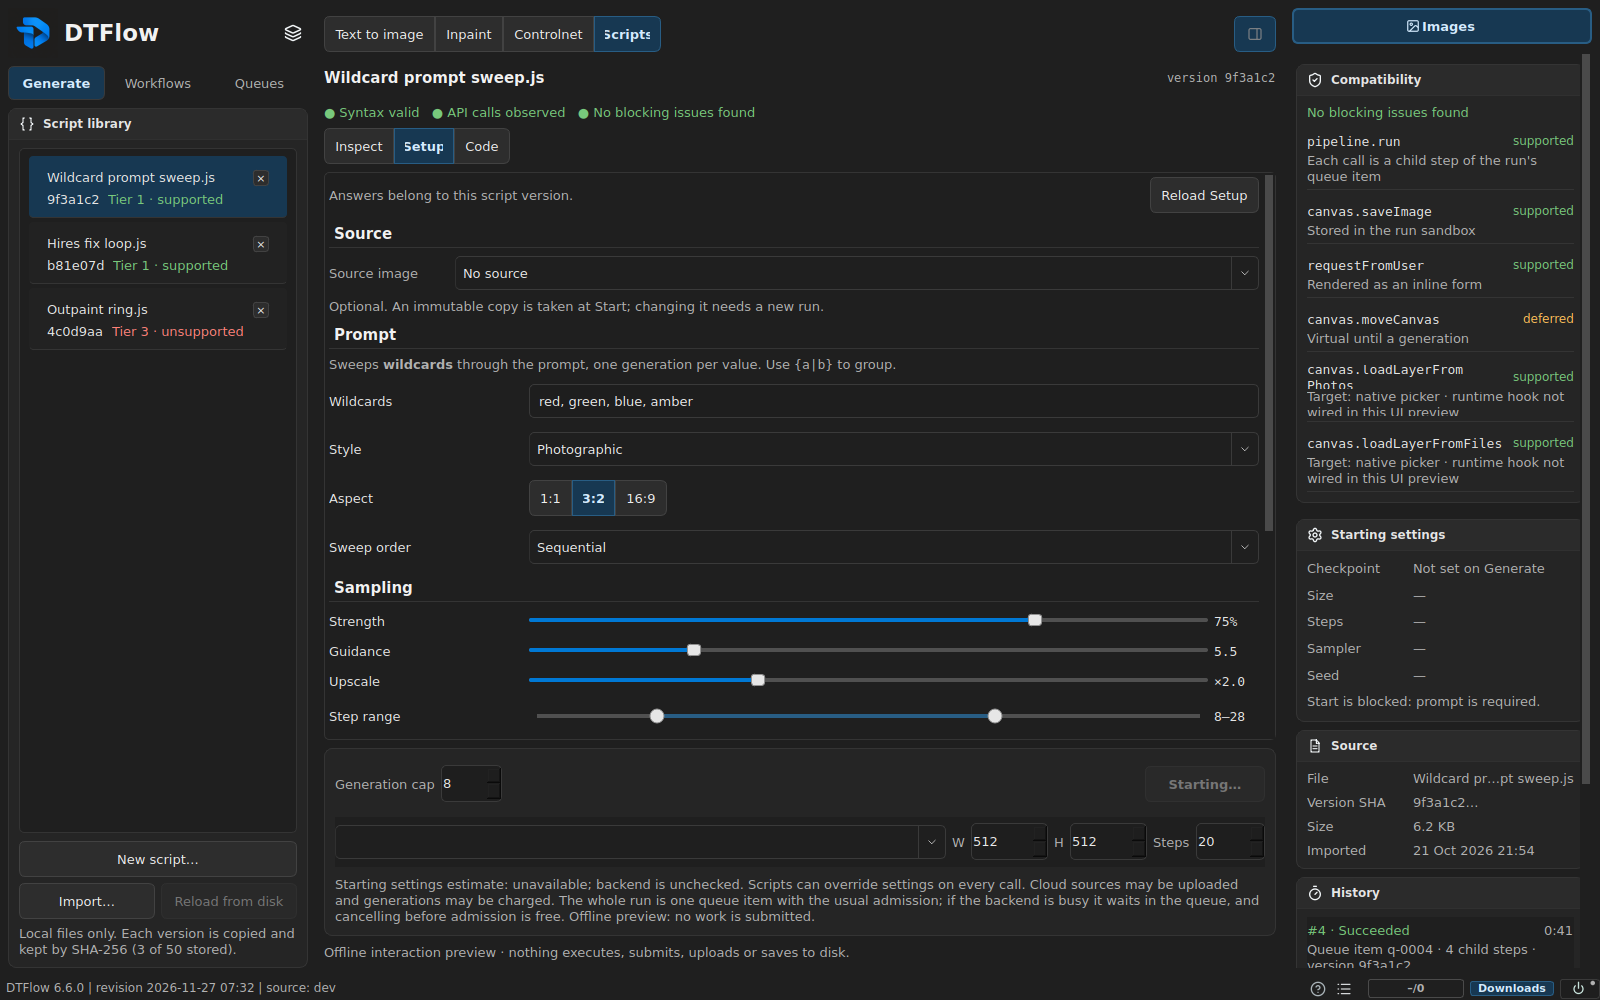 DTFlow
Generate
Workflows
Queues
Script library
Wildcard prompt sweep.js
9f3a1c2 Tier 1 · supported
Hires fix loop.js
b81e07d Tier 1 · supported
Outpaint ring.js
4c0d9aa Tier 3 · unsupported
New script…
Import…
Reload from disk
Local files only. Each version is copied and
kept by SHA-256 (3 of 50 stored).
Text to image
Inpaint
Controlnet
Scripts
Wildcard prompt sweep.js
version 9f3a1c2
● Syntax valid ● API calls observed ● No blocking issues found
Inspect
Setup
Code
Answers belong to this script version.
Reload Setup
Source
Source image
No source
Optional. An immutable copy is taken at Start; changing it needs a new run.
Prompt
Sweeps wildcards through the prompt, one generation per value. Use {a|b} to group.
Wildcards
red, green, blue, amber
Style
Photographic
Aspect
1:1
3:2
16:9
Sweep order
Sequential
Sampling
Strength
75%
Guidance
5.5
Upscale
×2.0
Step range
8–28
Generation cap
8
Starting…
W
512
H
512
Steps
20
Starting settings estimate: unavailable; backend is unchecked. Scripts can override settings on every call. Cloud sources may be uploaded
and generations may be charged. The whole run is one queue item with the usual admission; if the backend is busy it waits in the queue, and
cancelling before admission is free. Offline preview: no work is submitted.
Offline interaction preview · nothing executes, submits, uploads or saves to disk.
Images
Compatibility
No blocking issues found
pipeline.run
supported
Each call is a child step of the run's
queue item
canvas.saveImage
supported
Stored in the run sandbox
requestFromUser
supported
Rendered as an inline form
canvas.moveCanvas
deferred
Virtual until a generation
canvas.loadLayerFrom
Photos
supported
Target: native picker · runtime hook not
wired in this UI preview
canvas.loadLayerFromFiles
supported
Target: native picker · runtime hook not
wired in this UI preview
Starting settings
Checkpoint
Not set on Generate
Size
—
Steps
—
Sampler
—
Seed
—
Start is blocked: prompt is required.
Source
File
Wildcard pr…pt sweep.js
Version SHA
9f3a1c2…
Size
6.2 KB
Imported
21 Oct 2026 21:54
History
#4 · Succeeded
0:41
Queue item q-0004 · 4 child steps ·
version 9f3a1c2
DTFlow 6.6.0 | revision 2026-11-27 07:32 | source: dev
-/0
Downloads